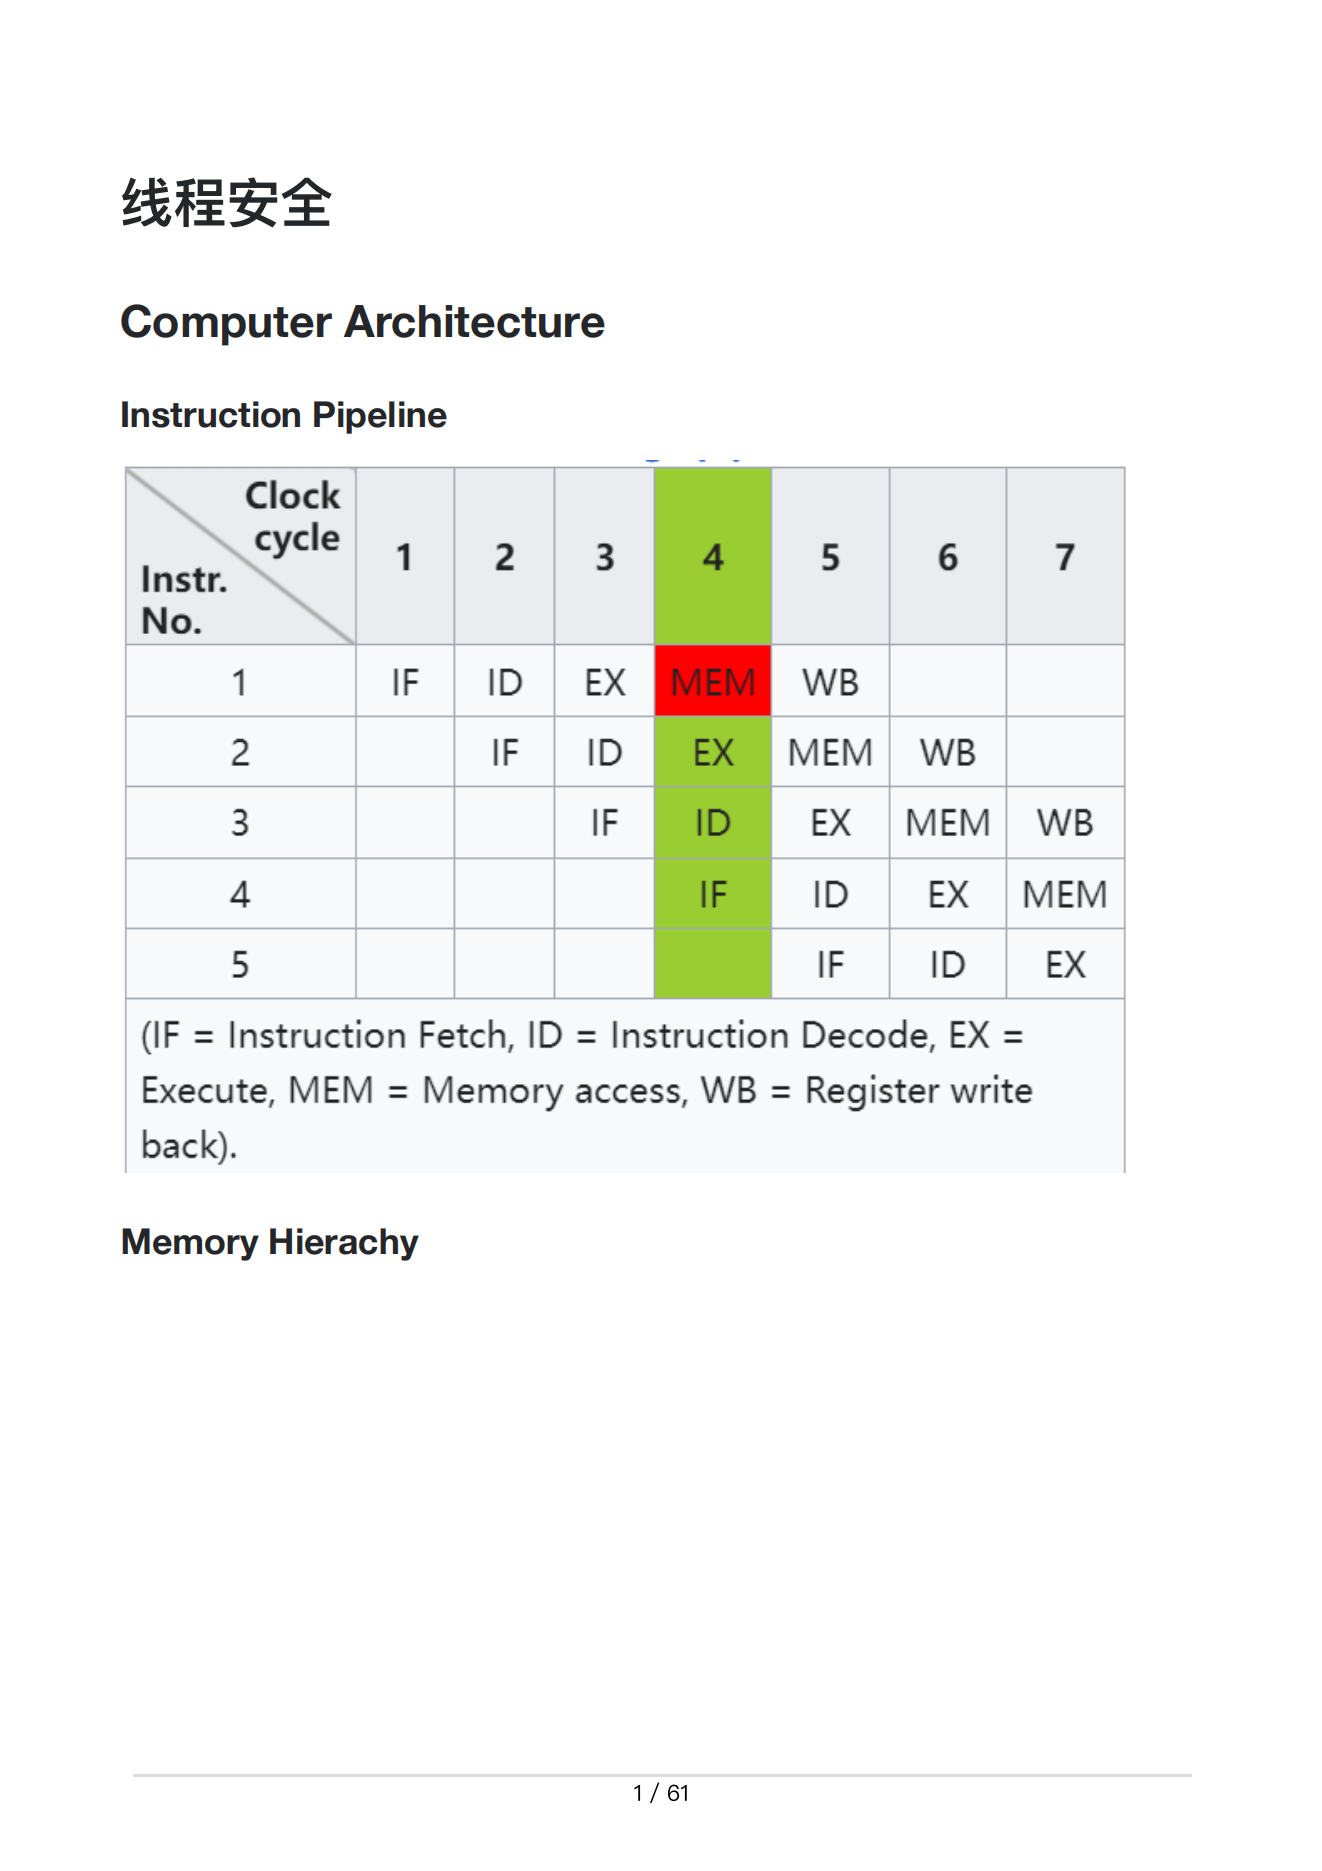 线程安全
Computer Architecture
Instruction Pipeline
Clock
cycle
Instr.
No.
1 2 3 4 5 6 7
1 IF ID EX MEM WB
2 IF ID EX MEM WB
3 IF ID EX MEM WB
4 IF ID EX MEM
5 IF ID EX
(IF = Instruction Fetch, ID = Instruction Decode, EX =
Execute, MEM = Memory access, WB = Register write
back).
Memory Hierachy
1 / 61